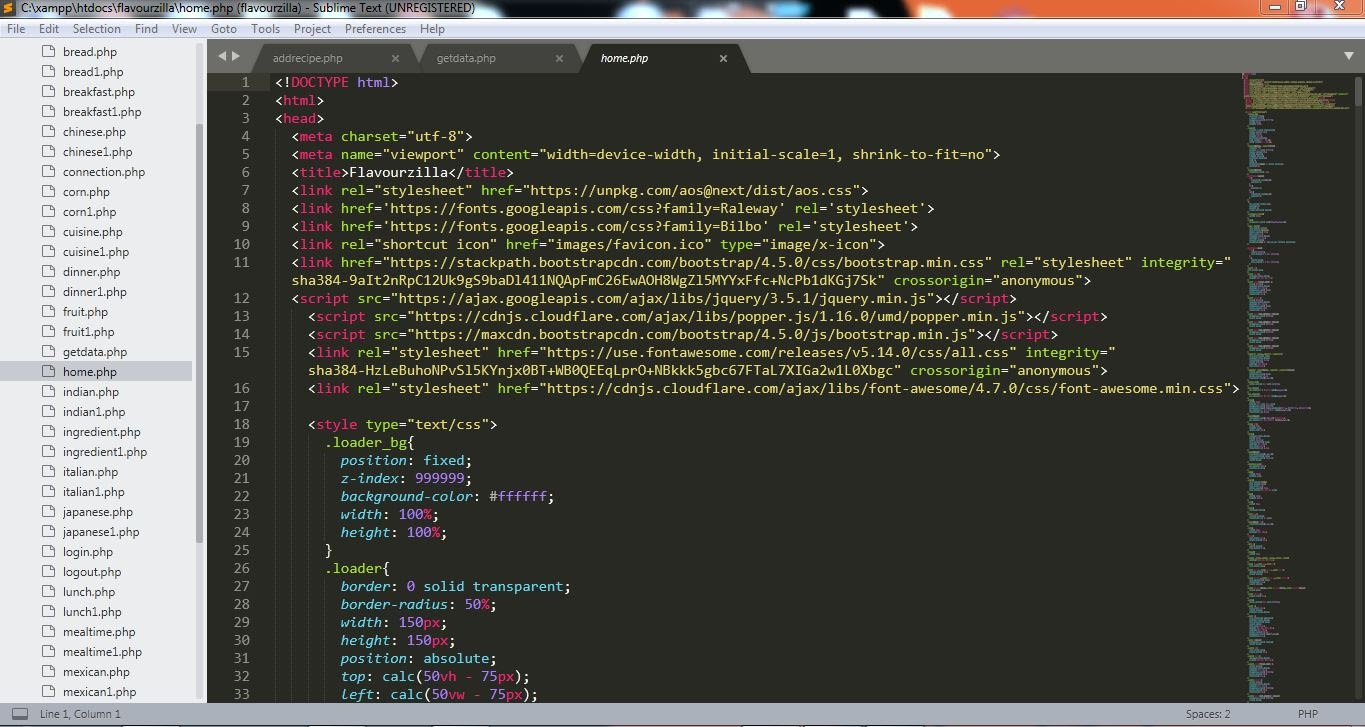 C:\xampp\htdocs\flavourzilla\home.php (flavourzilla) - Sublime Text (UNREGISTERED)
File Edit Selection Find View Goto Tools Project Preferences Help
bread.php
bread1.php
breakfast.php
breakfast1.php
chinese.php
chinese1.php
connection.php
corn.php
corn1.php
cuisine.php
cuisine1.php
dinner.php
dinner1.php
fruit.php
fruit1.php
getdata.php
home.php
indian.php
indian1.php
ingredient.php
ingredient1.php
italian.php
italian1.php
japanese.php
japanese1.php
login.php
logout.php
lunch.php
lunch1.php
mealtime.php
mealtime1.php
mexican.php
mexican1.php
addrecipe.php getdata.php home.php
1 <!DOCTYPE html>
2 <html>
3 <head>
4 <meta charset="utf-8">
5 <meta name="viewport" content="width=device-width, initial-scale=1, shrink-to-fit=no">
6 <title>Flavourzilla</title>
7 <link rel="stylesheet" href="https://unpkg.com/aos@next/dist/aos.css">
8 <link href='https://fonts.googleapis.com/css?family=Raleway' rel='stylesheet'>
9 <link href='https://fonts.googleapis.com/css?family=Bilbo' rel='stylesheet'>
10 <link rel="shortcut icon" href="images/favicon.ico" type="image/x-icon">
11 <link href="https://stackpath.bootstrapcdn.com/bootstrap/4.5.0/css/bootstrap.min.css" rel="stylesheet" integrity="
sha384-9aIt2nRpC12Uk9gS9baDl411NQApFmC26EwAOH8WgZl5MYYxFfc+NcPb1dKGj7Sk" crossorigin="anonymous">
12 <script src="https://ajax.googleapis.com/ajax/libs/jquery/3.5.1/jquery.min.js"></script>
13 <script src="https://cdnjs.cloudflare.com/ajax/libs/popper.js/1.16.0/umd/popper.min.js"></script>
14 <script src="https://maxcdn.bootstrapcdn.com/bootstrap/4.5.0/js/bootstrap.min.js"></script>
15 <link rel="stylesheet" href="https://use.fontawesome.com/releases/v5.14.0/css/all.css" integrity="
sha384-HzLeBuhoNPvSl5KYnjx0BT+WB0QEEqLprO+NBkkk5gbc67FTaL7XIGa2w1L0Xbgc" crossorigin="anonymous">
16 <link rel="stylesheet" href="https://cdnjs.cloudflare.com/ajax/libs/font-awesome/4.7.0/css/font-awesome.min.css">
17
18 <style type="text/css">
19 .loader_bg{
20 position: fixed;
21 z-index: 999999;
22 background-color: #ffffff;
23 width: 100%;
24 height: 100%;
25 }
26 .loader{
27 border: 0 solid transparent;
28 border-radius: 50%;
29 width: 150px;
30 height: 150px;
31 position: absolute;
32 top: calc(50vh - 75px);
33 left: calc(50vw - 75px);
Line 1, Column 1 Spaces: 2 PHP